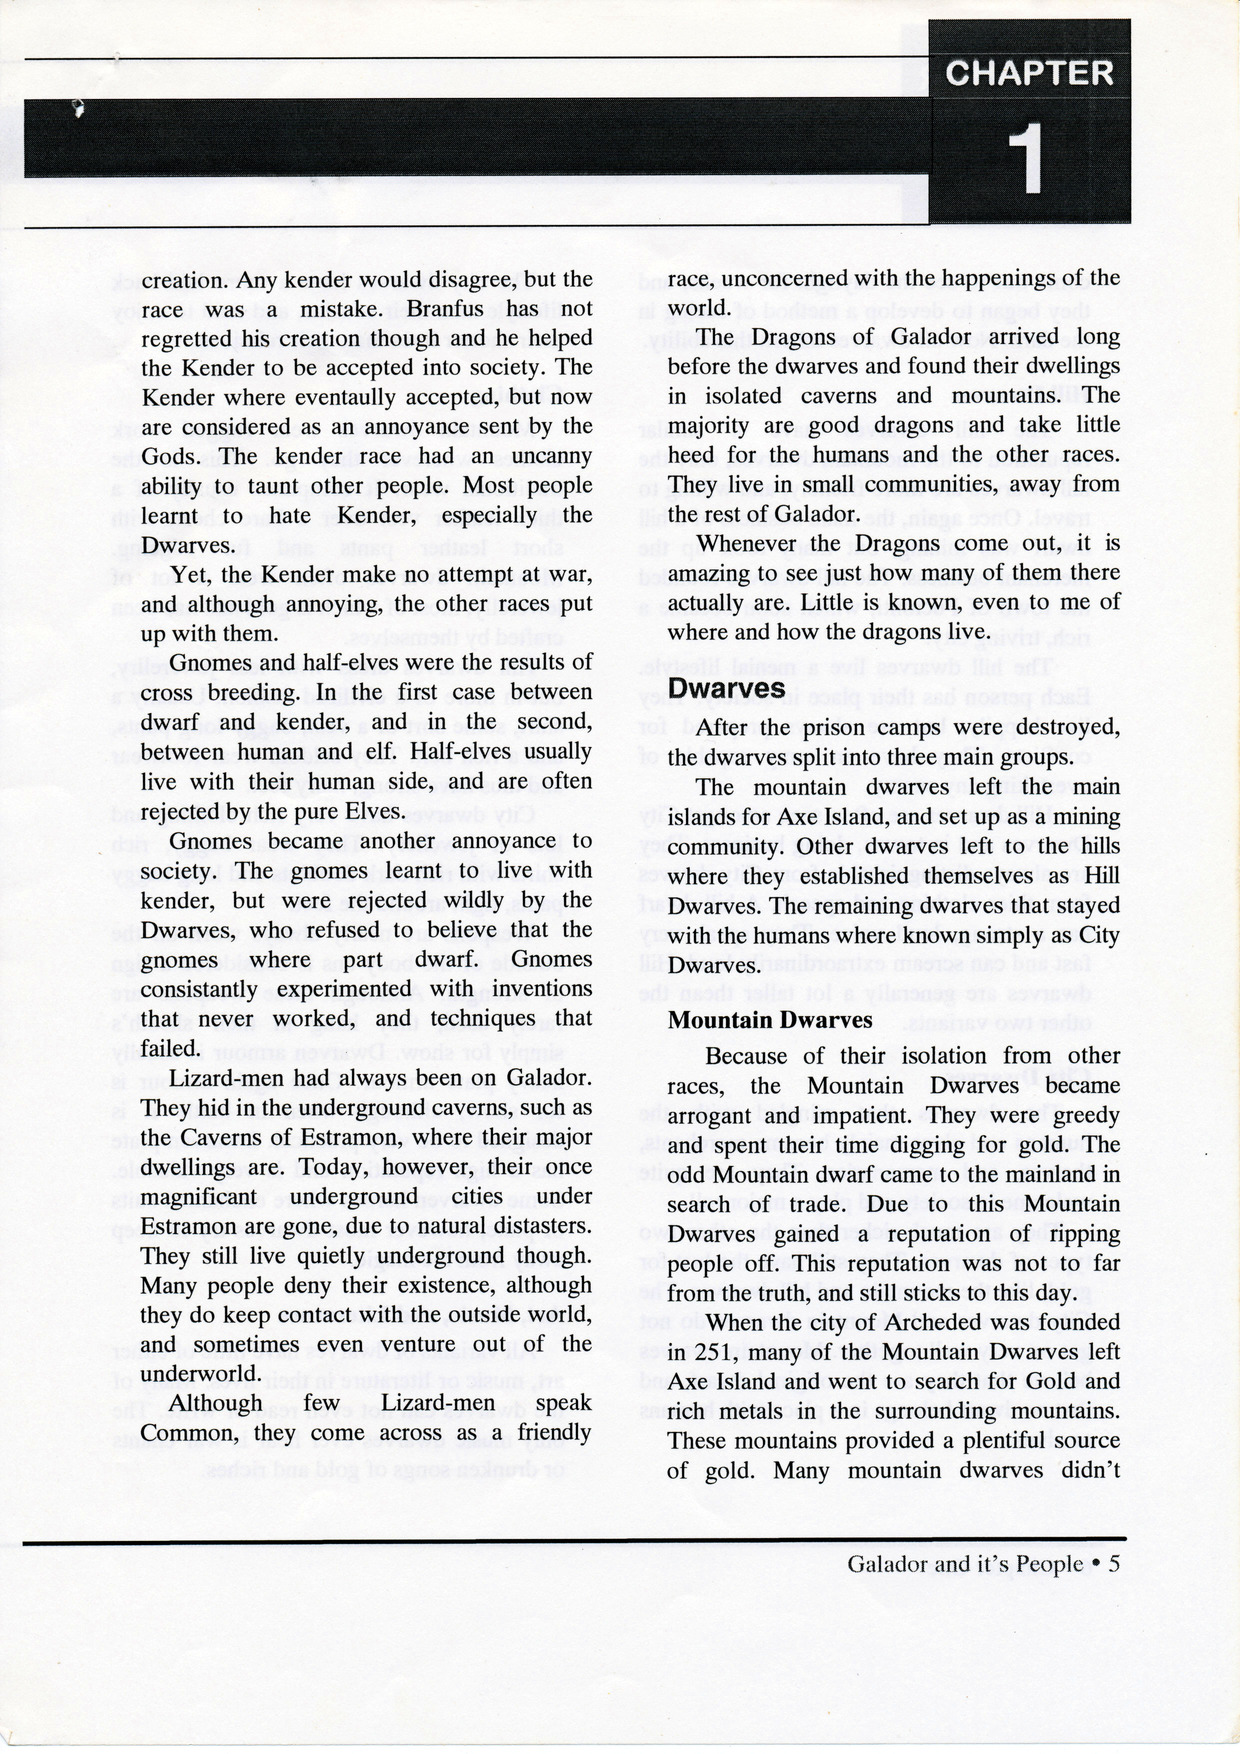 CHAPTER
1
creation. Any kender would disagree, but the
race was a mistake. Branfus has not
regretted his creation though and he helped
the Kender to be accepted into society. The
Kender where eventaully accepted, but now
are considered as an annoyance sent by the
Gods. The kender race had an uncanny
ability to taunt other people. Most people
learnt to hate Kender, especially the
Dwarves.
Yet, the Kender make no attempt at war,
and although annoying, the other races put
up with them.
Gnomes and half-elves were the results of
cross breeding. In the first case between
dwarf and kender, and in the second,
between human and elf. Half-elves usually
live with their human side, and are often
rejected by the pure Elves.
Gnomes became another annoyance to
society. The gnomes learnt to live with
kender, but were rejected wildly by the
Dwarves, who refused to believe that the
gnomes where part dwarf. Gnomes
consistantly experimented with inventions
that never worked, and techniques that
failed.
Lizard-men had always been on Galador.
They hid in the underground caverns, such as
the Caverns of Estramon, where their major
dwellings are. Today, however, their once
magnificant underground cities under
Estramon are gone, due to natural distasters.
They still live quietly underground though.
Many people deny their existence, although
they do keep contact with the outside world,
and sometimes even venture out of the
underworld.
Although few Lizard-men speak
Common, they come across as a friendly
race, unconcerned with the happenings of the
world.
The Dragons of Galador arrived long
before the dwarves and found their dwellings
in isolated caverns and mountains. The
majority are good dragons and take little
heed for the humans and the other races.
They live in small communities, away from
the rest of Galador.
Whenever the Dragons come out, it is
amazing to see just how many of them there
actually are. Little is known, even to me of
where and how the dragons live.
Dwarves
After the prison camps were destroyed,
the dwarves split into three main groups.
The mountain dwarves left the main
islands for Axe Island, and set up as a mining
community. Other dwarves left to the hills
where they established themselves as Hill
Dwarves. The remaining dwarves that stayed
with the humans where known simply as City
Dwarves.
Mountain Dwarves
Because of their isolation from other
races, the Mountain Dwarves became
arrogant and impatient. They were greedy
and spent their time digging for gold. The
odd Mountain dwarf came to the mainland in
search of trade. Due to this Mountain
Dwarves gained a reputation of ripping
people off. This reputation was not to far
from the truth, and still sticks to this day.
When the city of Archeded was founded
in 251, many of the Mountain Dwarves left
Axe Island and went to search for Gold and
rich metals in the surrounding mountains.
These mountains provided a plentiful source
of gold. Many mountain dwarves didn't
Galador and it's People • 5